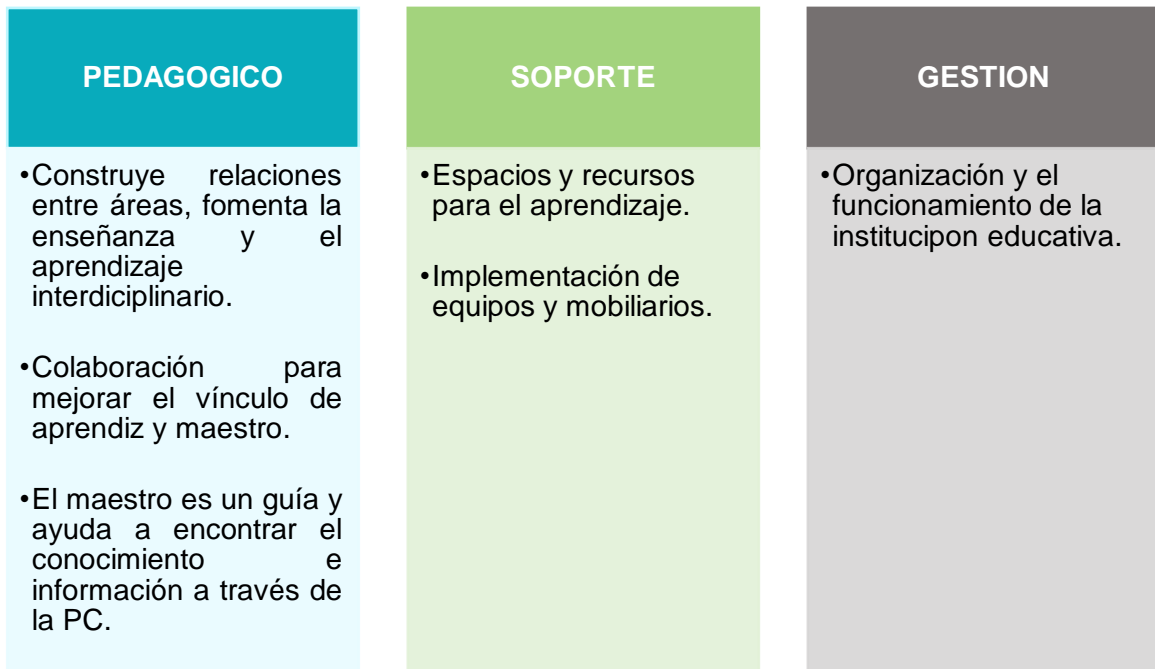 PEDAGOGICO
•Construye relaciones
entre áreas, fomenta la
enseñanza y el
aprendizaje
interdiciplinario.
•Colaboración para
mejorar el vínculo de
aprendiz y maestro.
•El maestro es un guía y
ayuda a encontrar el
conocimiento e
información a través de
la PC.
SOPORTE
•Espacios y recursos
para el aprendizaje.
•Implementación de
equipos y mobiliarios.
GESTION
•Organización y el
funcionamiento de la
institucipon educativa.